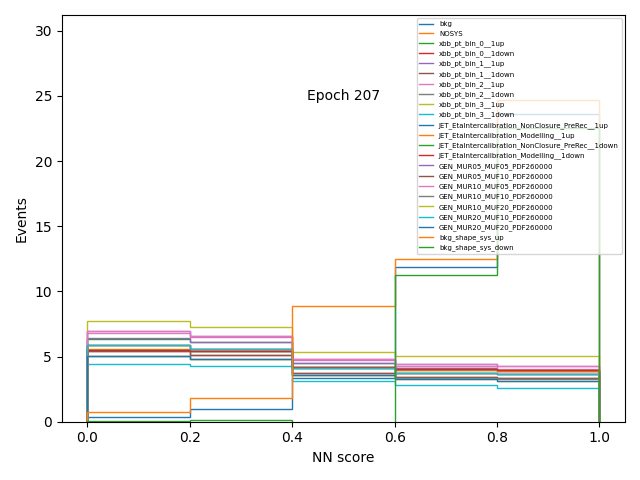 bkg
NOSYS
xbb_pt_bin_0__1up
xbb_pt_bin_0__1down
xbb_pt_bin_1__1up
xbb_pt_bin_1__1down
xbb_pt_bin_2__1up
xbb_pt_bin_2__1down
xbb_pt_bin_3__1up
xbb_pt_bin_3__1down
JET_EtaIntercalibration_NonClosure_PreRec__1up
JET_EtaIntercalibration_Modelling__1up
JET_EtaIntercalibration_NonClosure_PreRec__1down
JET_EtaIntercalibration_Modelling__1down
GEN_MUR05_MUF05_PDF260000
GEN_MUR05_MUF10_PDF260000
GEN_MUR10_MUF05_PDF260000
GEN_MUR10_MUF10_PDF260000
GEN_MUR10_MUF20_PDF260000
GEN_MUR20_MUF10_PDF260000
GEN_MUR20_MUF20_PDF260000
bkg_shape_sys_up
bkg_shape_sys_down
Epoch 207
Events
30
25
20
15
10
5
0
0.0 0.2 0.4 0.6 0.8 1.0
NN score